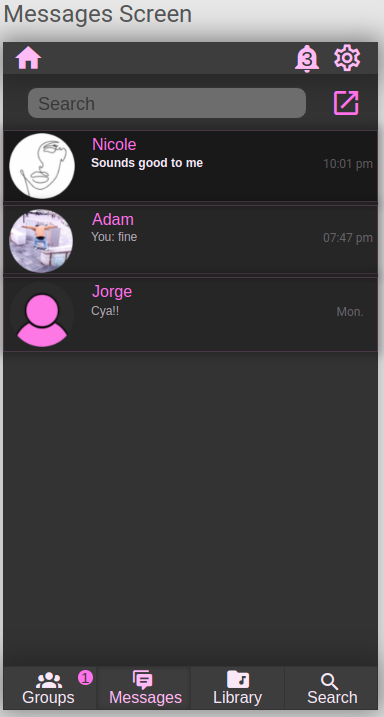 Messages Screen
3
Search
Nicole
Sounds good to me
10:01 pm
Adam
You: fine
07:47 pm
Jorge
Cya!!
Mon.
1
Groups
Messages
Library
Search